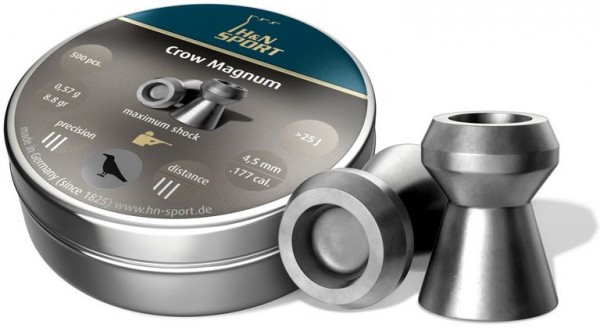 H&N
SPORT
Crow Magnum
500 pcs.
0,57 g
8.8 gr
maximum shock
>25 J
precision
distance
4,5 mm
.177 cal.
made in Germany (since 1825) www.hn-sport.de